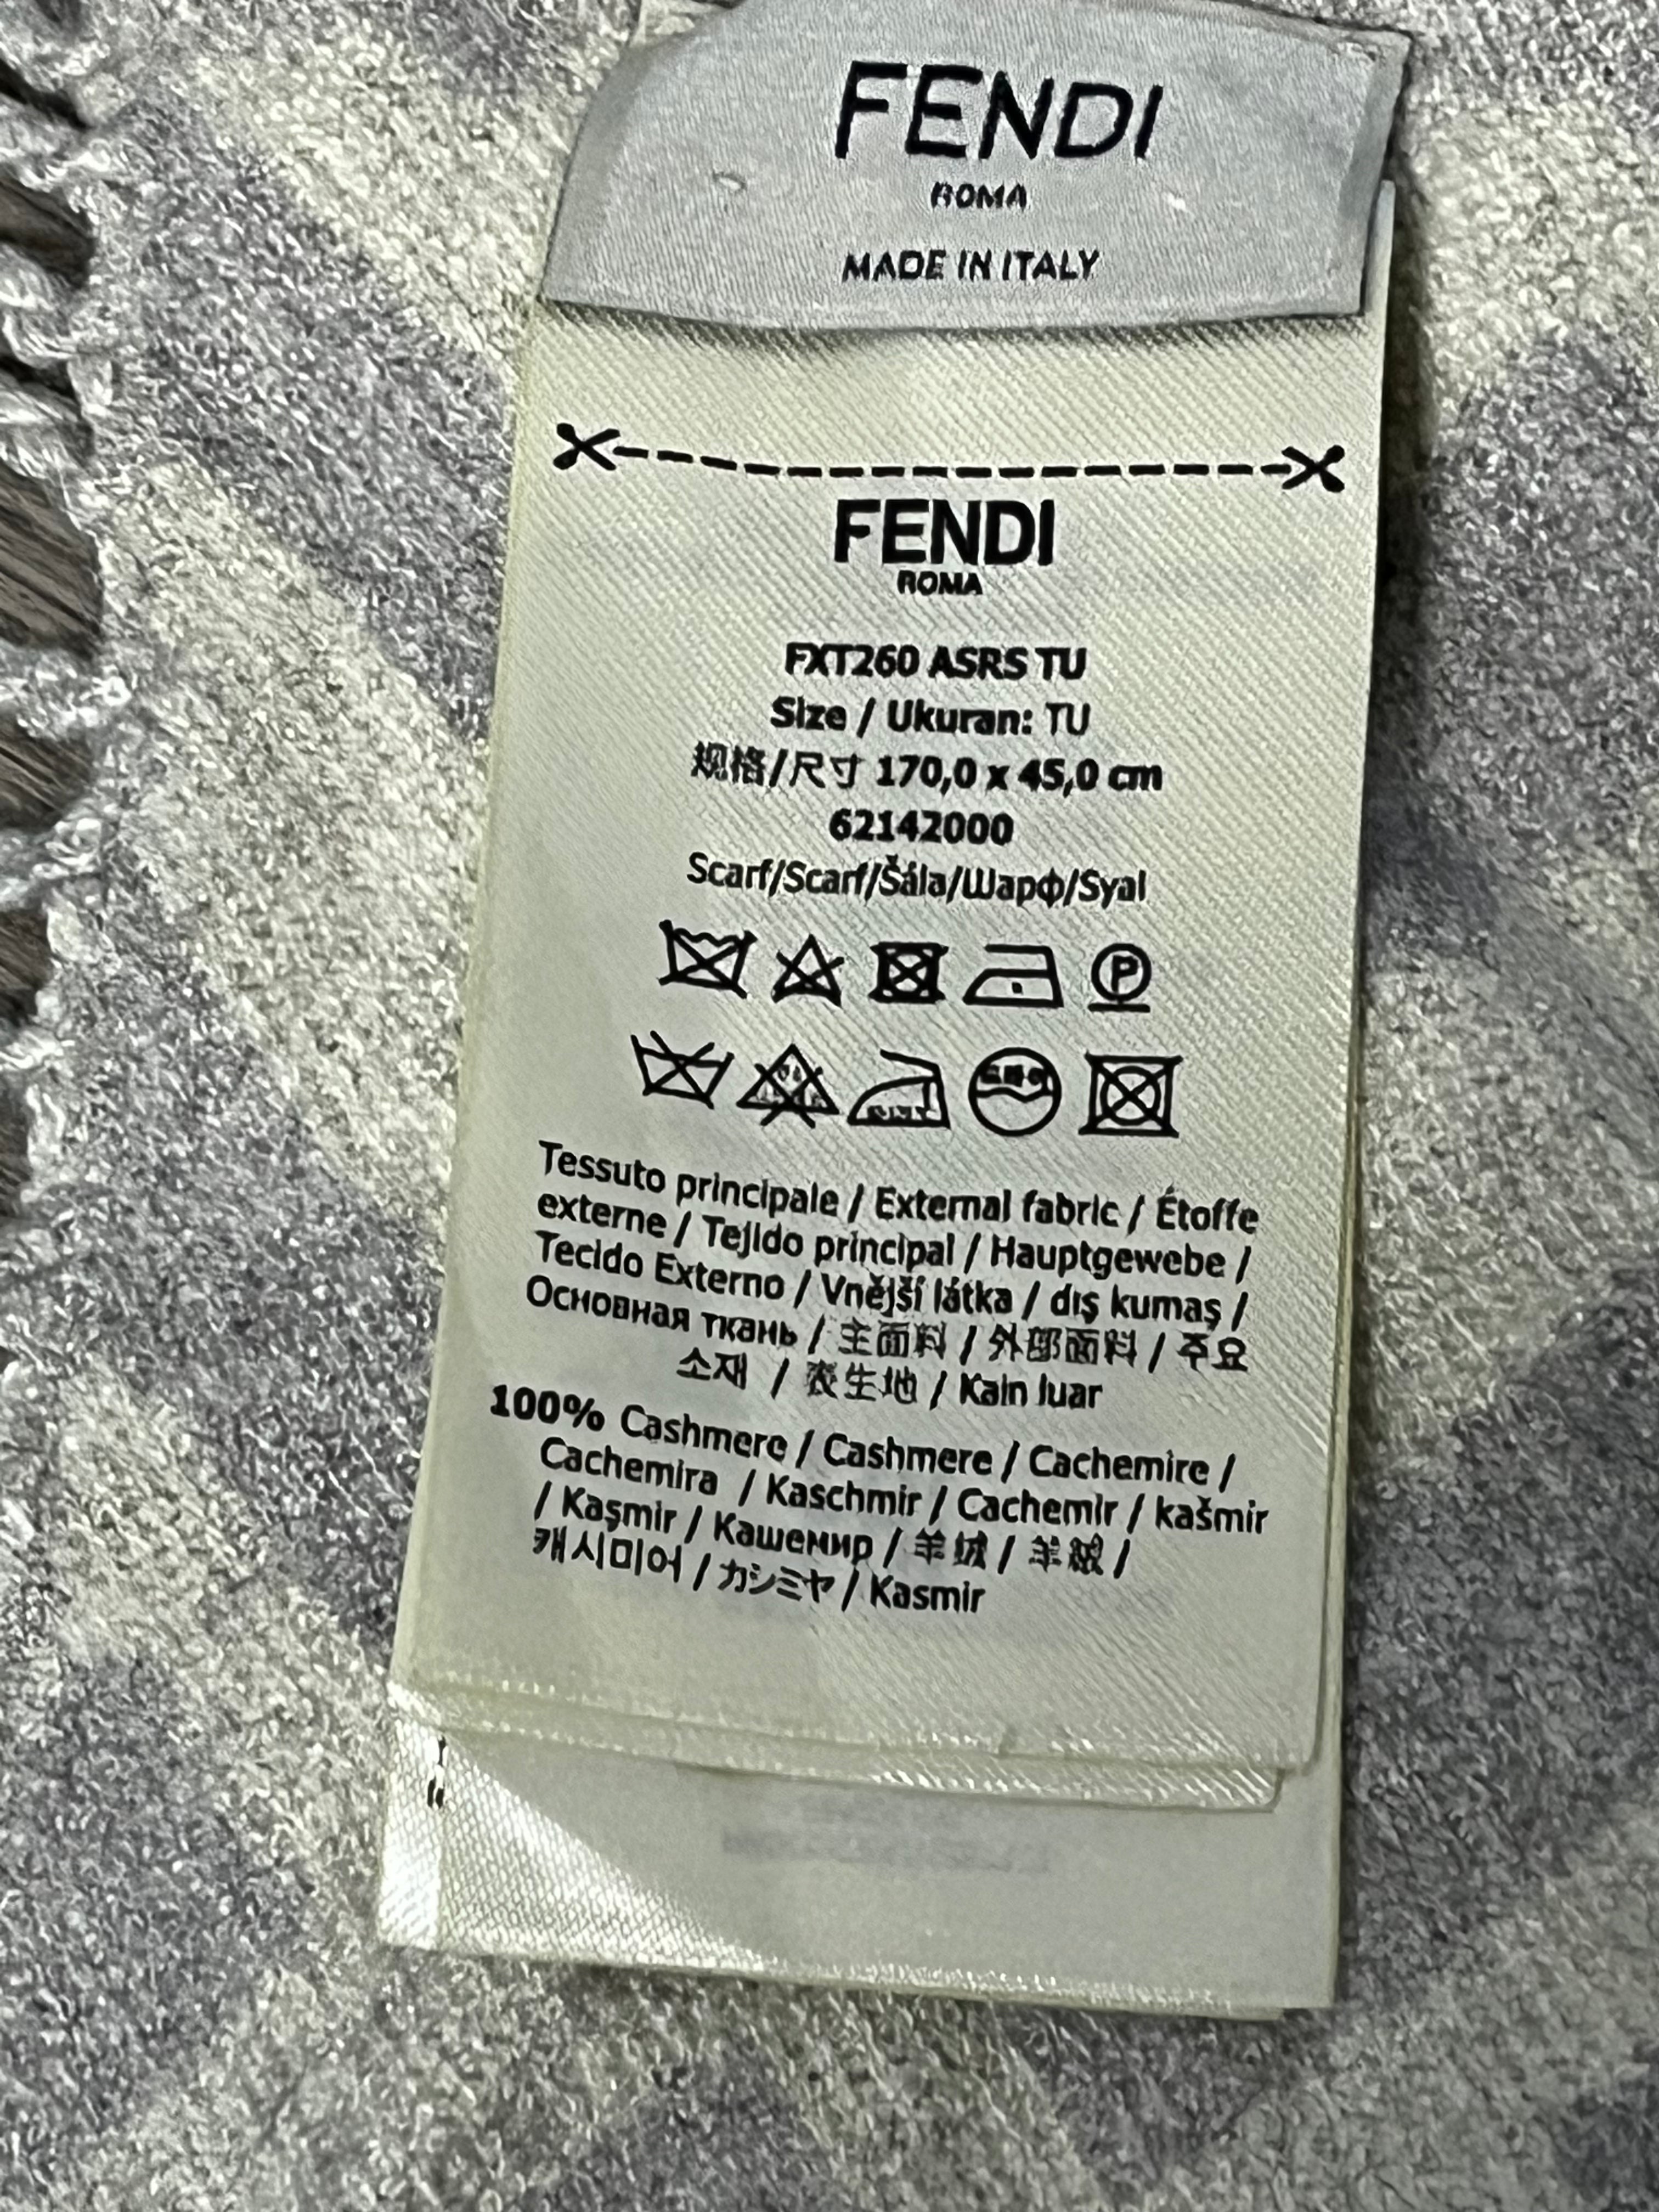 FENDI
ROMA
MADE IN ITALY
FENDI
ROMA
FXT260 ASRS TU
Size / Ukuran: TU
规格/尺寸 170,0 x 45,0 cm
62142000
Scarf/Scarf/Šála/Шарф/Syal
P
Tessuto principale / External fabric / Étoffe
externe / Tejido principal / Hauptgewebe /
Tecido Externo / Vnější látka / dış kumaş /
Основная ткань / 主面料 / 外部面料 / 주요
소재 / 表生地 / Kain luar
100% Cashmere / Cashmere / Cachemire /
Cachemira / Kaschmir / Cachemir / kašmir
/ Kaşmir / Кашемир / 羊绒 / 羊絨 /
캐시미어 / カシミヤ / Kasmir